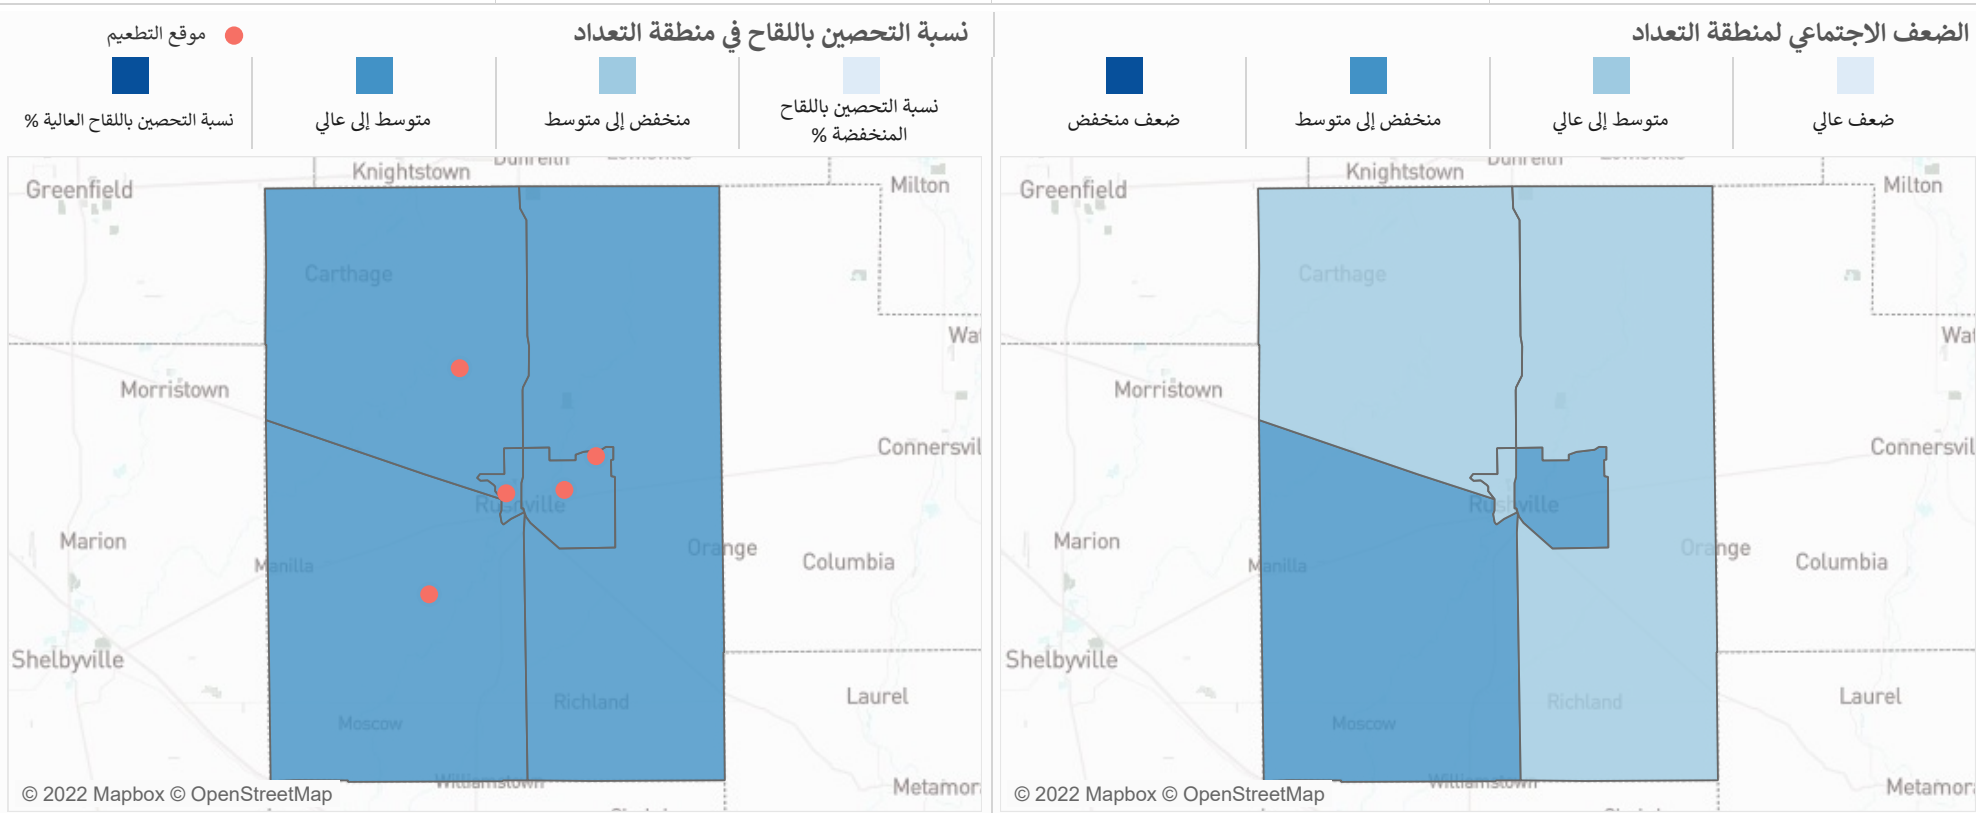 الضعف الاجتماعي لمنطقة التعداد
ضعف عالي
متوسط إلى عالي
منخفض إلى متوسط
ضعف منخفض
Knightstown
Dunreith
Greenfield
Milton
Carthage
Morristown
Connersvil
Rushville
Marion
Manilla
Orange
Columbia
Shelbyville
Richland
Laurel
Moscow
Williamstown
Metamor
© 2022 Mapbox © OpenStreetMap
نسبة التحصين باللقاح في منطقة التعداد
موقع التطعيم
نسبة التحصين باللقاح
المنخفضة %
منخفض إلى متوسط
متوسط إلى عالي
نسبة التحصين باللقاح العالية %
Knightstown
Dunreith
Greenfield
Milton
Carthage
Morristown
Connersvil
Rushville
Marion
Manilla
Orange
Columbia
Shelbyville
Richland
Laurel
Moscow
Williamstown
Metamor
© 2022 Mapbox © OpenStreetMap